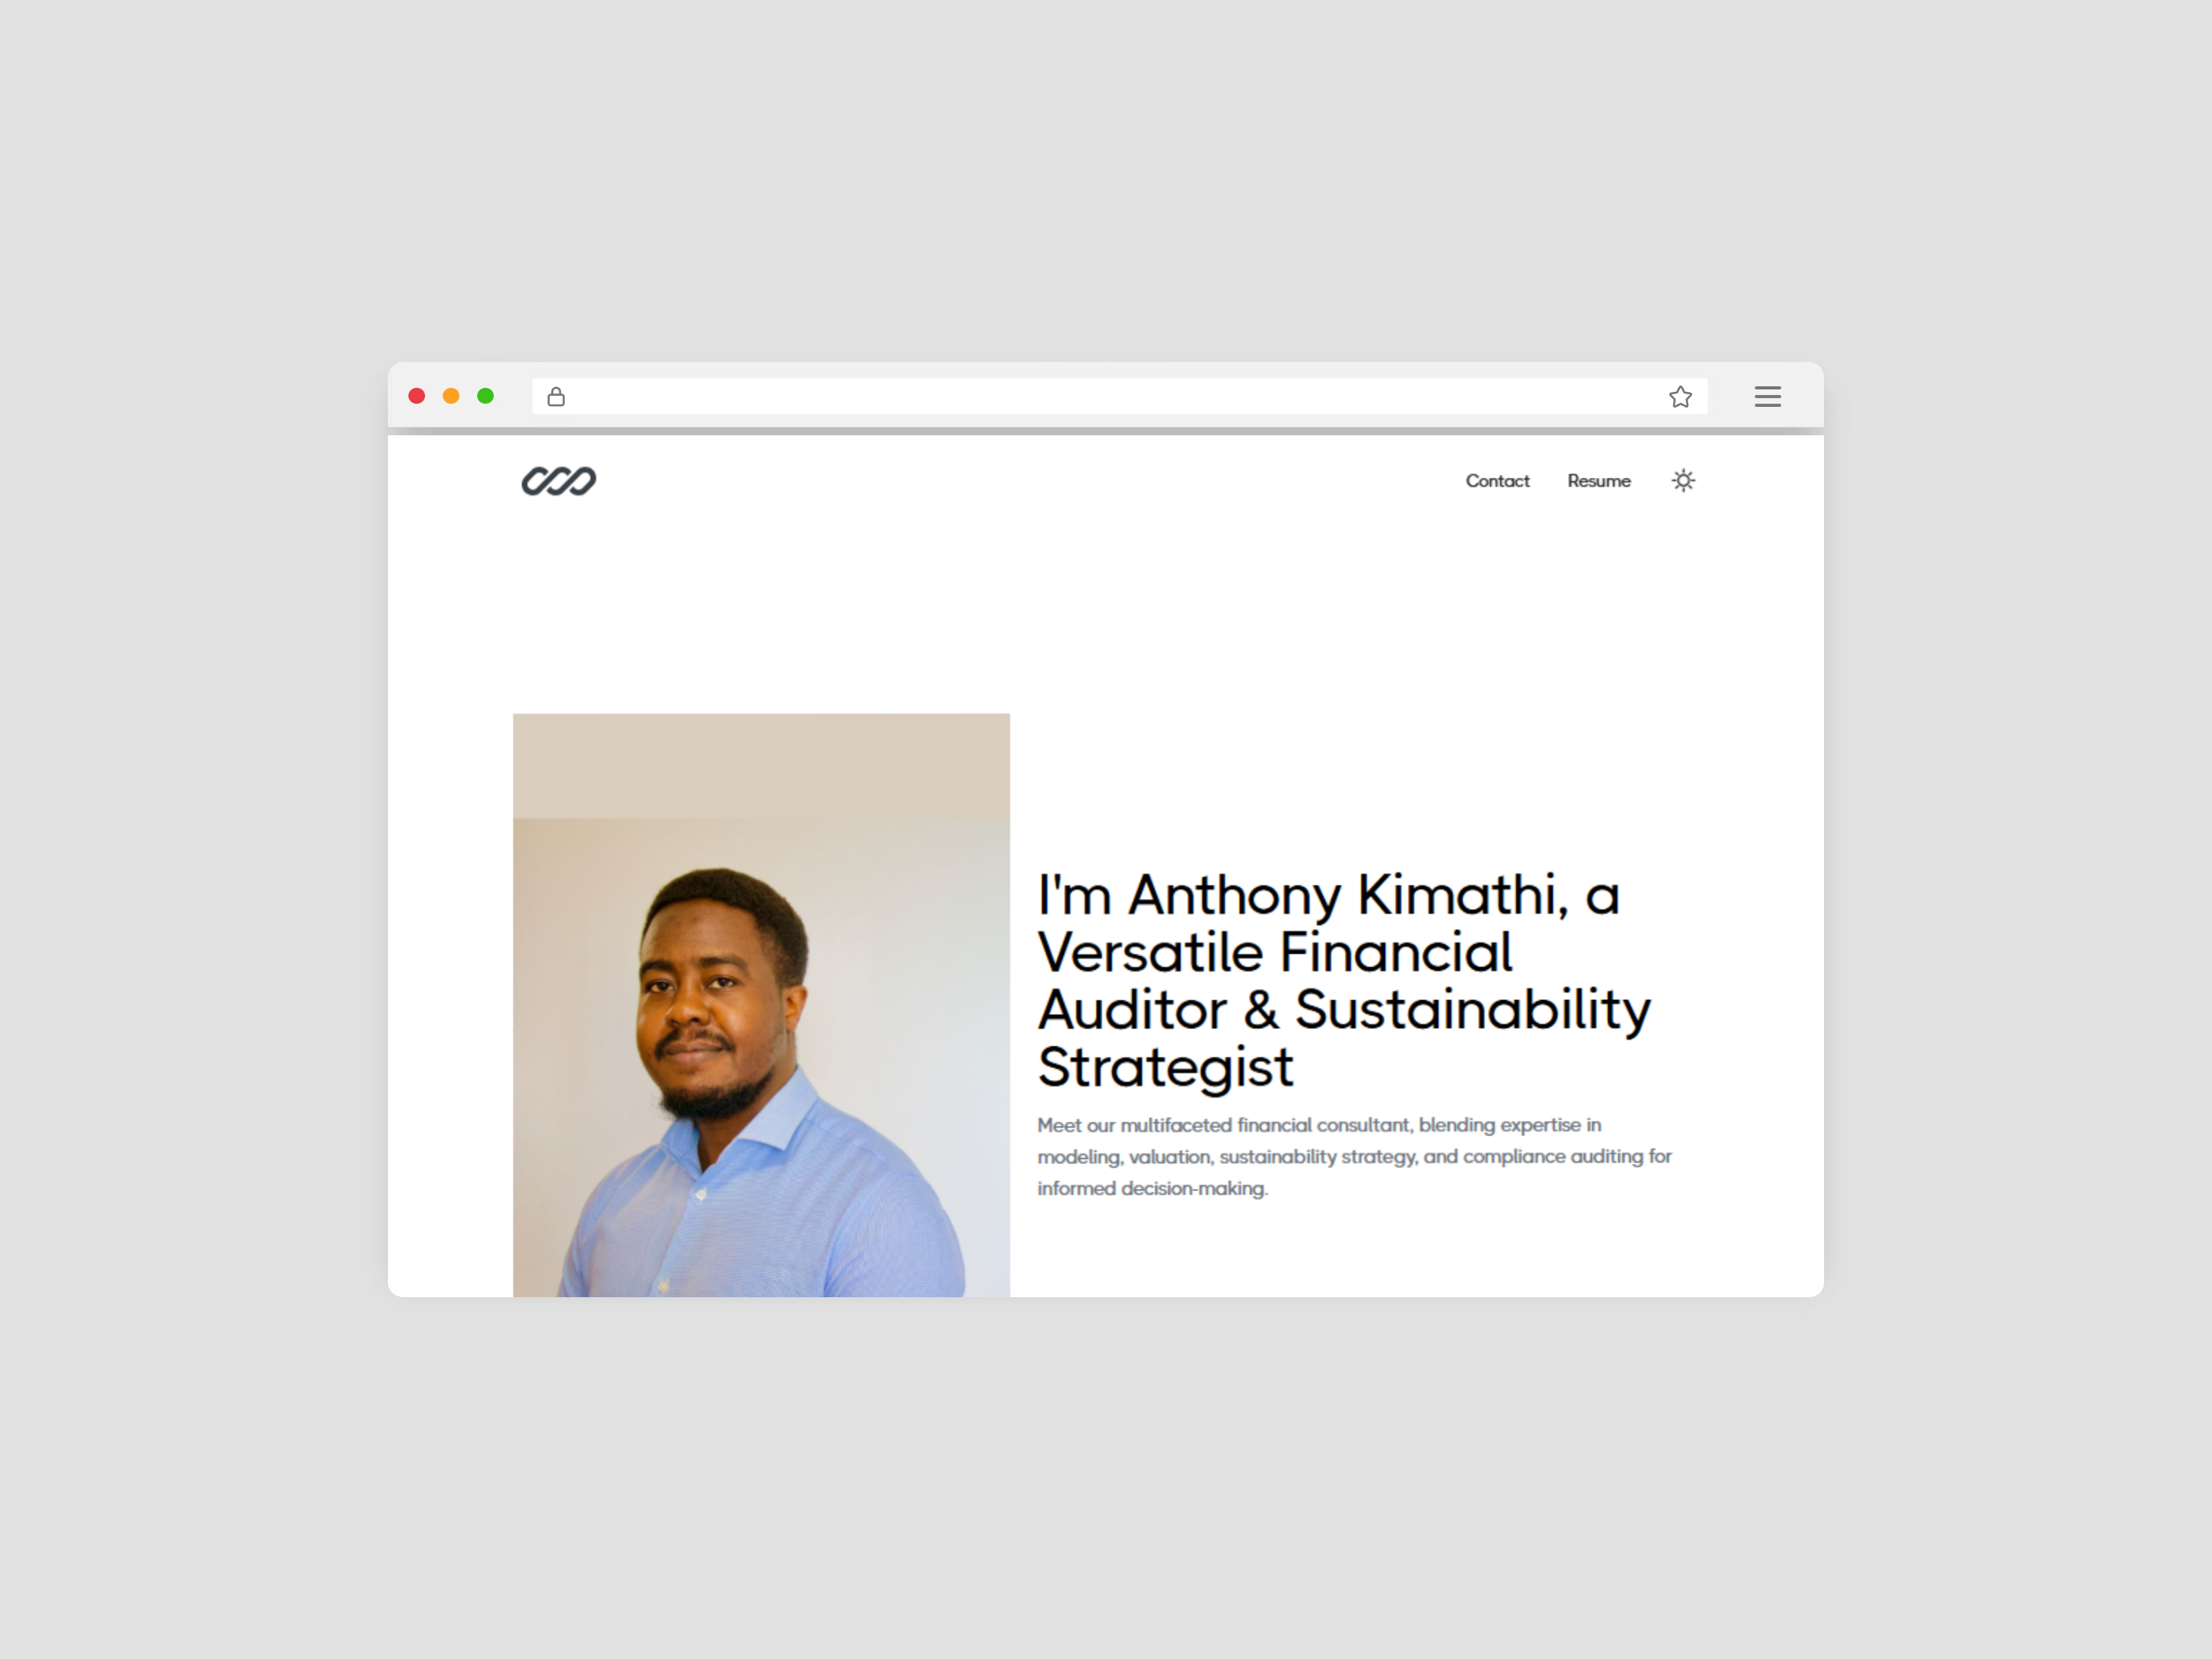 Contact Resume
I'm Anthony Kimathi, a
Versatile Financial
Auditor & Sustainability
Strategist
Meet our multifaceted financial consultant, blending expertise in
modeling, valuation, sustainability strategy, and compliance auditing for
informed decision-making.